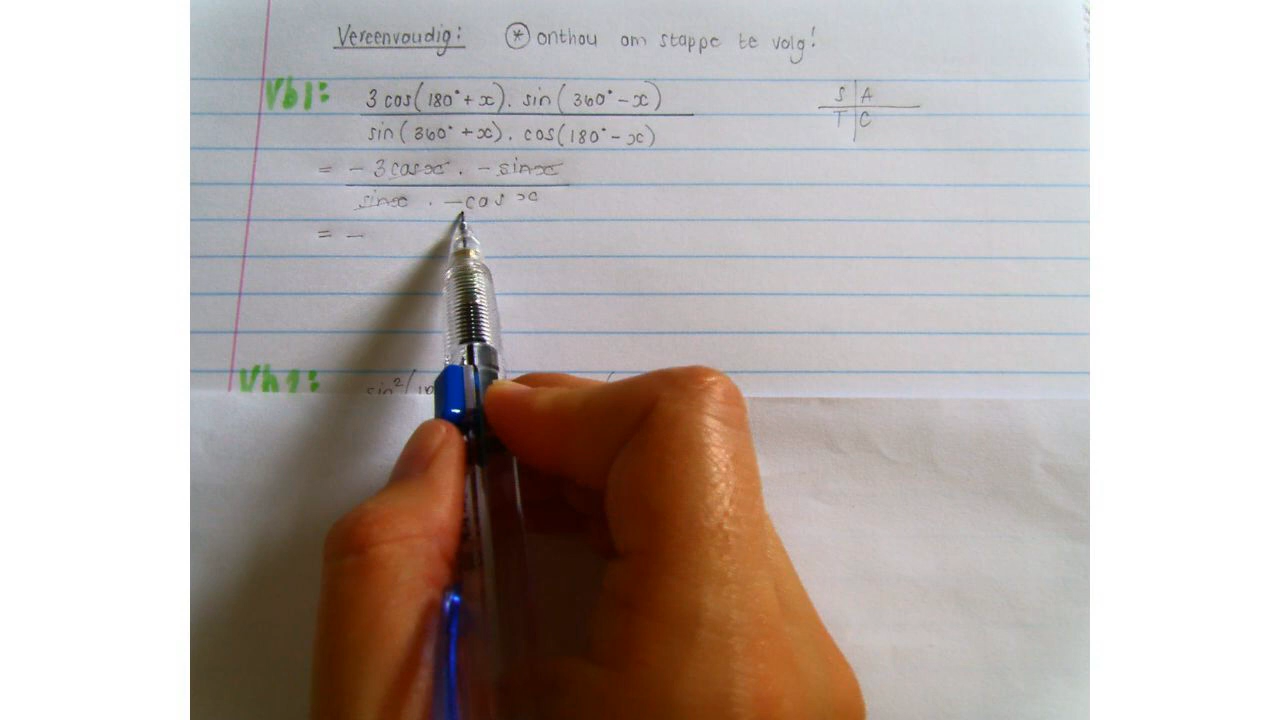 Vereenvoudig: * onthou om stappe te volg!
Vb1: 3 cos(180° + x) . sin(360° - x)
sin(360° + x) . cos(180° - x)
S A
T C
= - 3 cos x . - sin x
sin x . - cos x
= -
sin²(